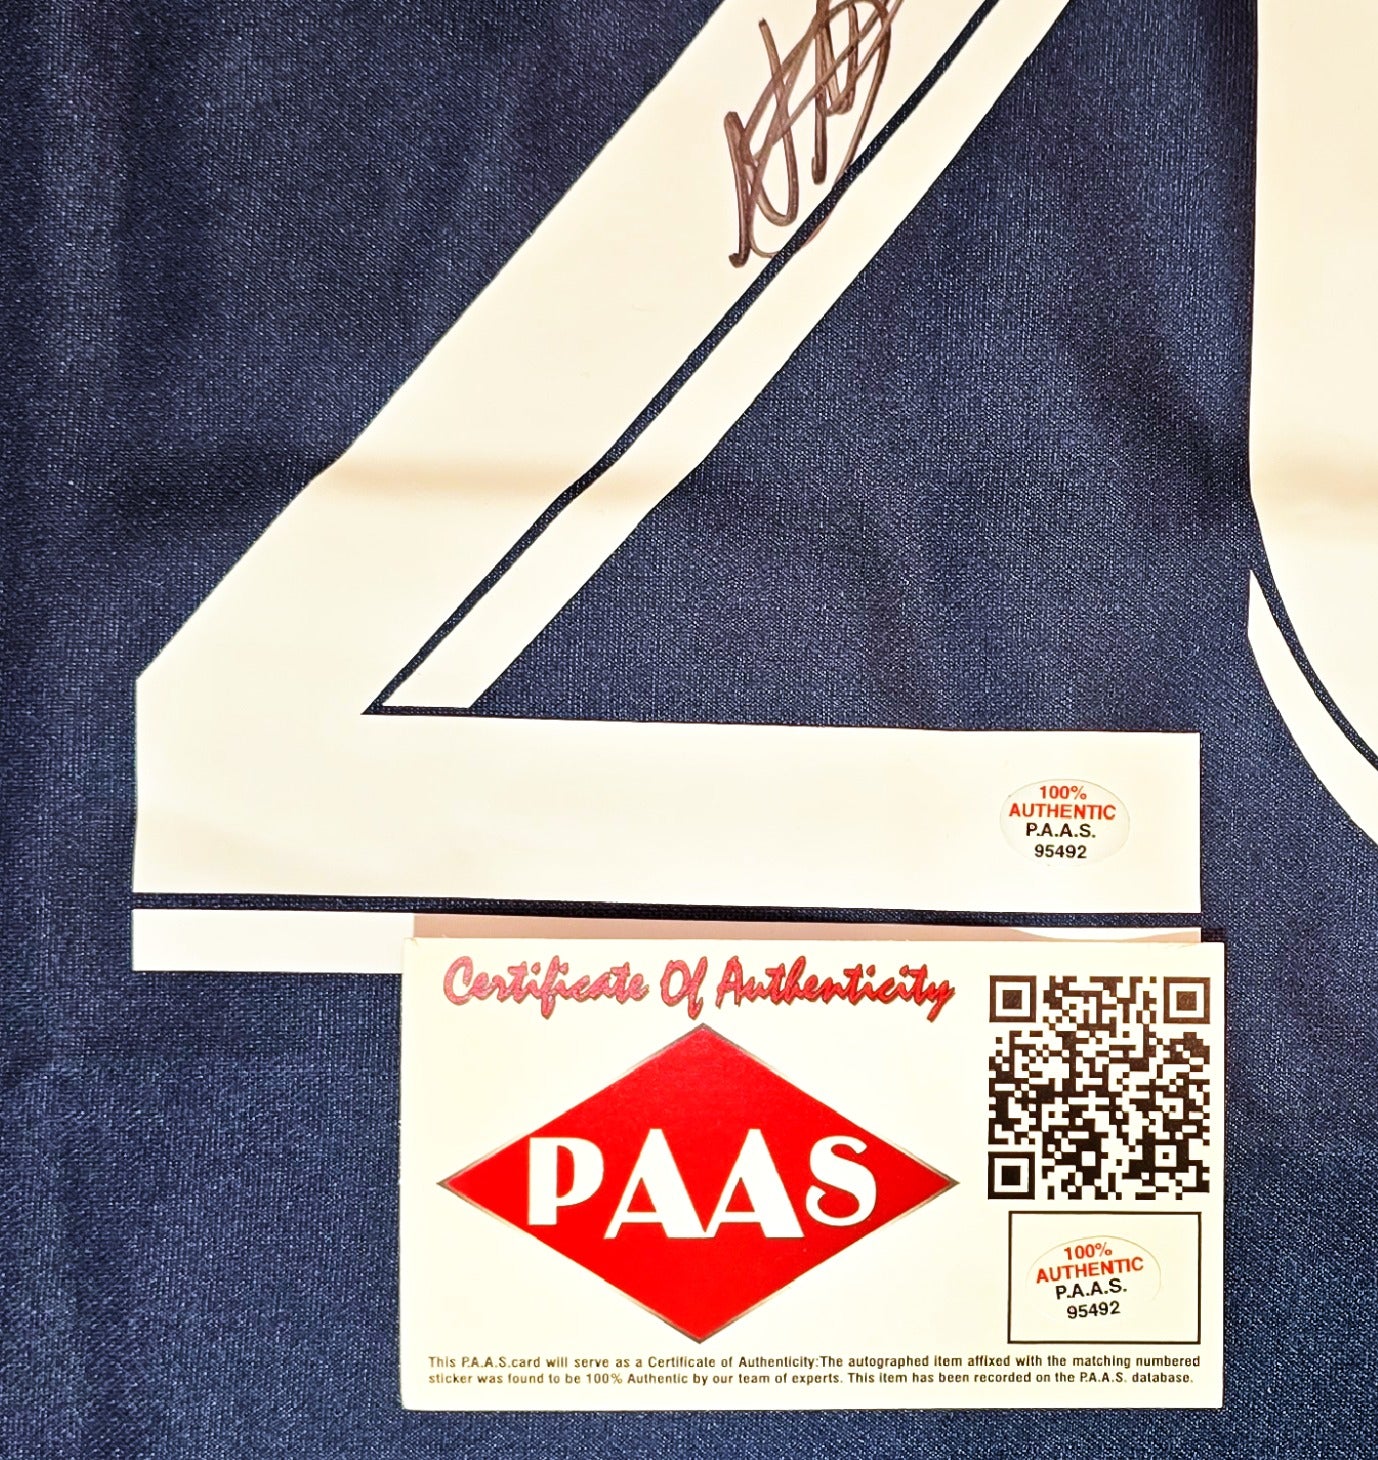 100%
AUTHENTIC
P.A.A.S.
95492
Certificate Of Authenticity
PAAS
100%
AUTHENTIC
P.A.A.S.
95492
This P.A.A.S.card will serve as a Certificate of Authenticity:The autographed item affixed with the matching numbered
sticker was found to be 100% Authentic by our team of experts. This item has been recorded on the P.A.A.S. database.